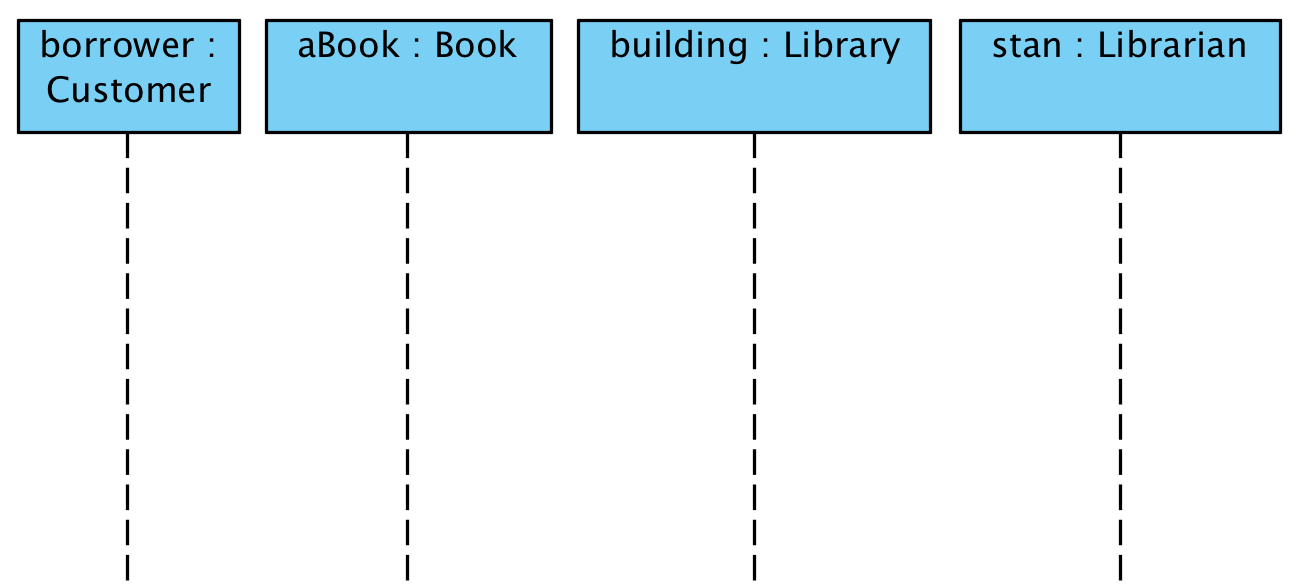 borrower :
Customer
aBook : Book
building : Library
stan : Librarian